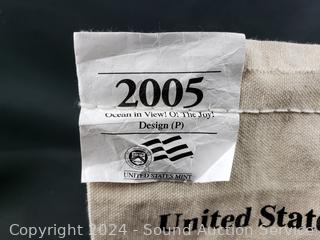 2005
Ocean in View! O! The Joy!
Design (P)
UNITED STATES MINT
United State
Copyright 2024 - Sound Auction Service